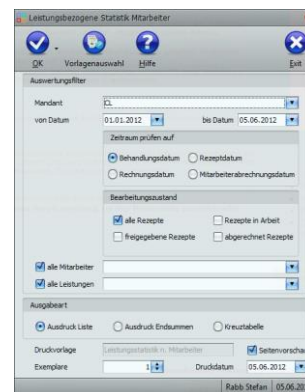 Leistungsbezogene Statistik Mitarbeiter
OK Vorlagenauswahl Hilfe Exit
Auswertungsfilter
Mandant CL
von Datum 01.01.2012 bis Datum 05.06.2012
Zeitraum prüfen auf
Behandlungsdatum Rezeptdatum
Rechnungsdatum Mitarbeiterabrechnungsdatum
Bearbeitungszustand
alle Rezepte Rezepte in Arbeit
freigegebene Rezepte abgerechnet Rezepte
alle Mitarbeiter
alle Leistungen
Ausgabeart
Ausdruck Liste Ausdruck Endsummen Kreuztabelle
Druckvorlage Leistungsstatistik n. Mitarbeiter Seitenvorschau
Exemplare 1 Druckdatum 05.06.2012
Rabb Stefan 05.06.20